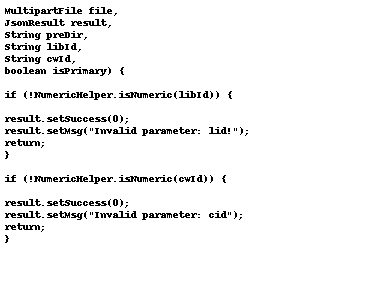 MultipartFile file,
JsonResult result,
String preDir,
String libId,
String cwId,
boolean isPrimary) {
if (!NumericHelper.isNumeric(libId)) {
result.setSuccess(0);
result.setMsg("Invalid parameter: lid!");
return;
}
if (!NumericHelper.isNumeric(cwId)) {
result.setSuccess(0);
result.setMsg("Invalid parameter: cid");
return;
}